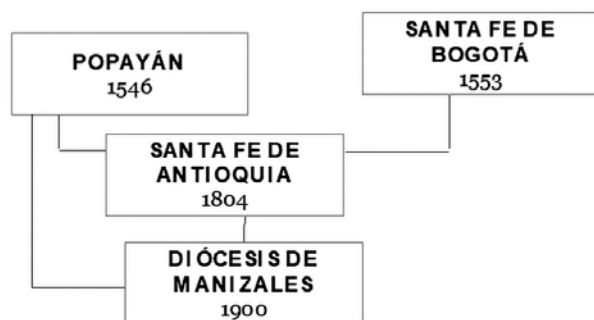 POPAYÁN
1546
SANTA FE DE
BOGOTÁ
1553
SANTA FE DE
ANTIOQUIA
1804
DIÓCESIS DE
MANIZALES
1900